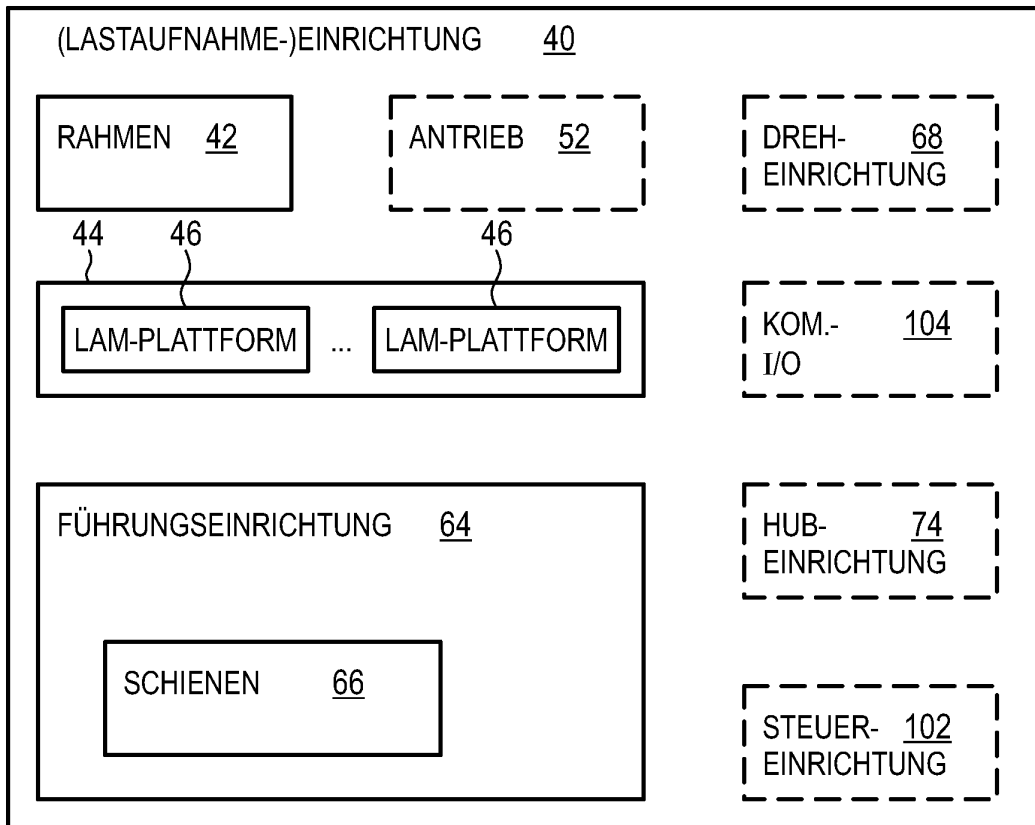 (LASTAUFNAHME-)EINRICHTUNG 40
RAHMEN 42
ANTRIEB 52
DREH- 68
EINRICHTUNG
44 46 46
LAM-PLATTFORM ... LAM-PLATTFORM
KOM.- 104
I/O
FÜHRUNGSEINRICHTUNG 64
HUB- 74
EINRICHTUNG
SCHIENEN 66
STEUER- 102
EINRICHTUNG